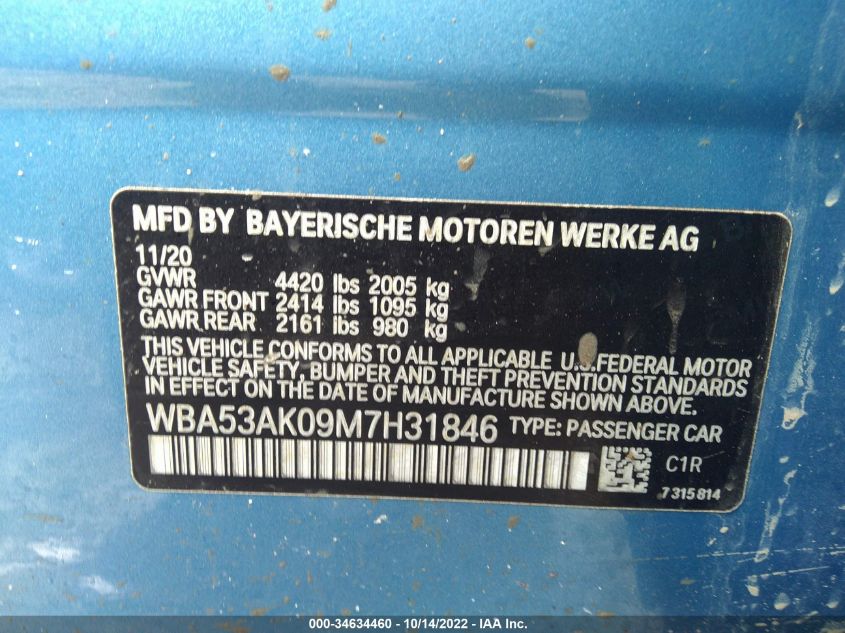 MFD BY BAYERISCHE MOTOREN WERKE AG
11/20
GVWR 4420 lbs 2005 kg
GAWR FRONT 2414 lbs 1095 kg
GAWR REAR 2161 lbs 980 kg
THIS VEHICLE CONFORMS TO ALL APPLICABLE U.S.FEDERAL MOTOR
VEHICLE SAFETY, BUMPER AND THEFT PREVENTION STANDARDS
IN EFFECT ON THE DATE OF MANUFACTURE SHOWN ABOVE.
WBA53AK09M7H31846 TYPE: PASSENGER CAR
C1R
7315814
000-34634460 - 10/14/2022 - IAA Inc.